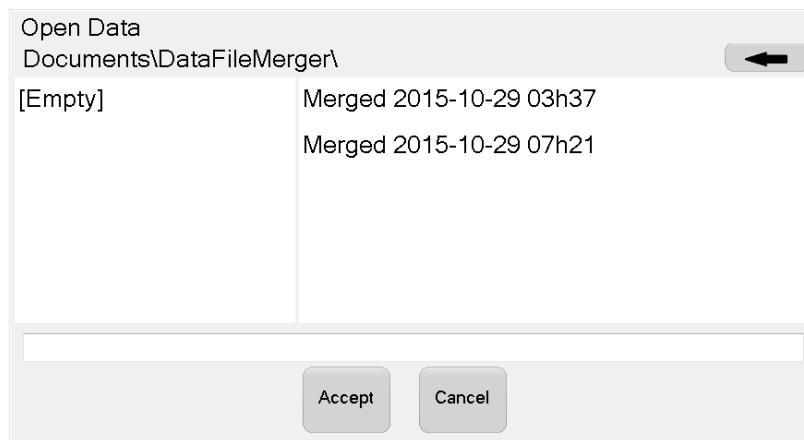 Open Data
Documents\DataFileMerger\
[Empty]
Merged 2015-10-29 03h37
Merged 2015-10-29 07h21
Accept
Cancel